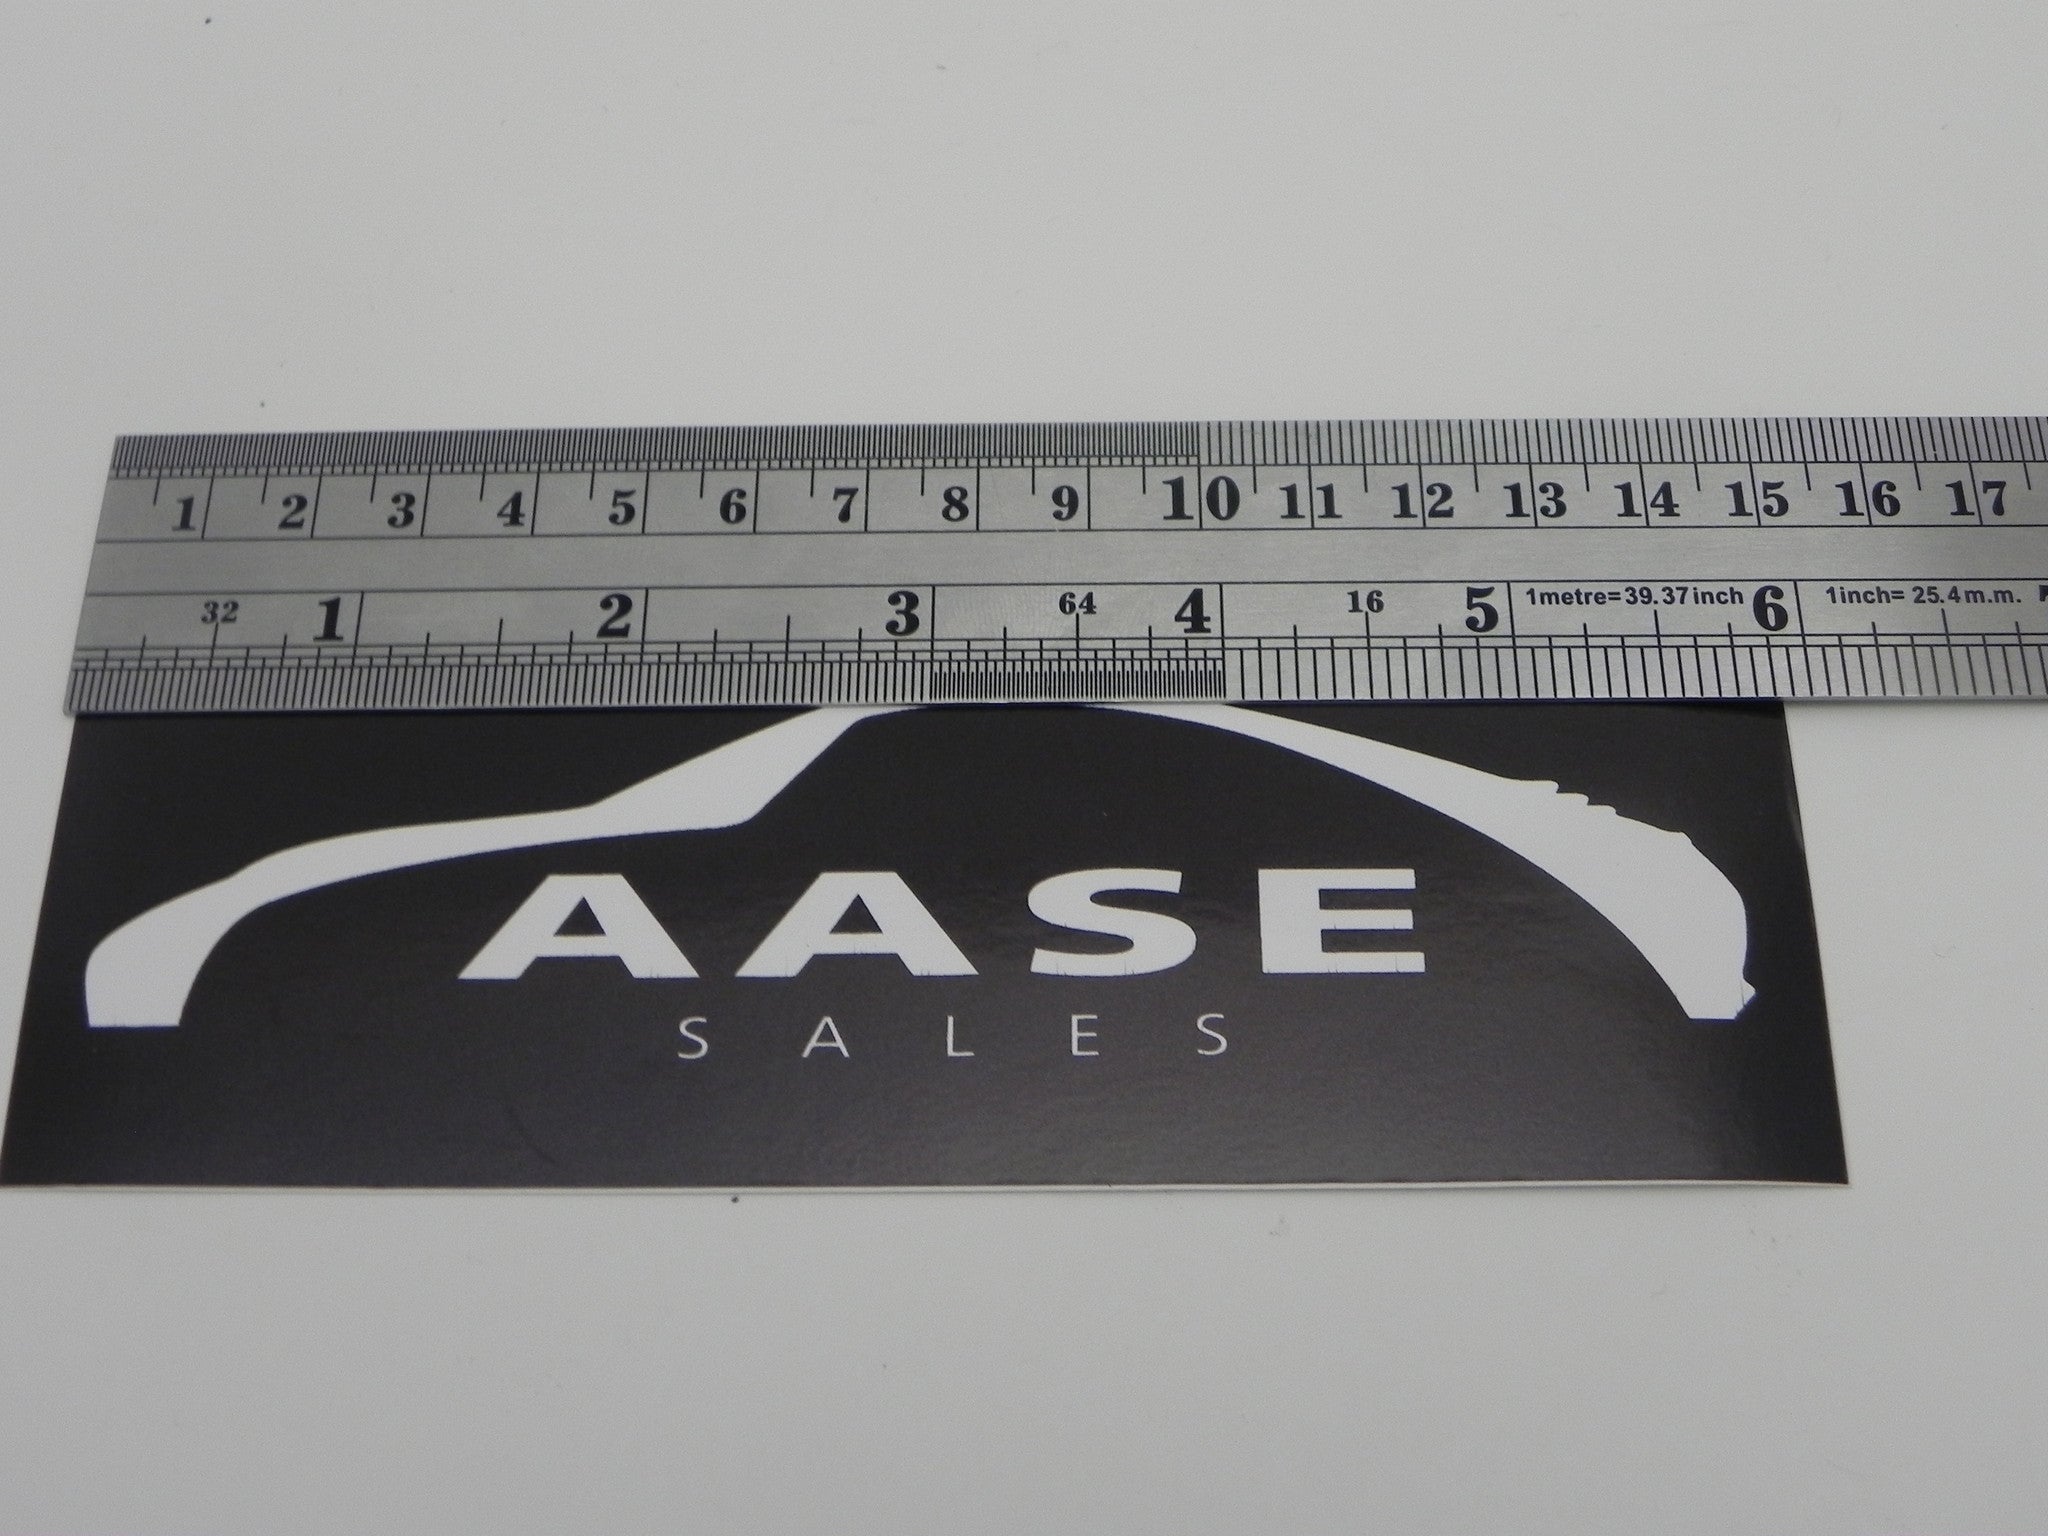 1 2 3 4 5 6 7 8 9 10 11 12 13 14 15 16 17
32 1 2 3 64 4 16 5 1metre=39.37inch 6 1inch= 25.4m.m.
AASE
SALES